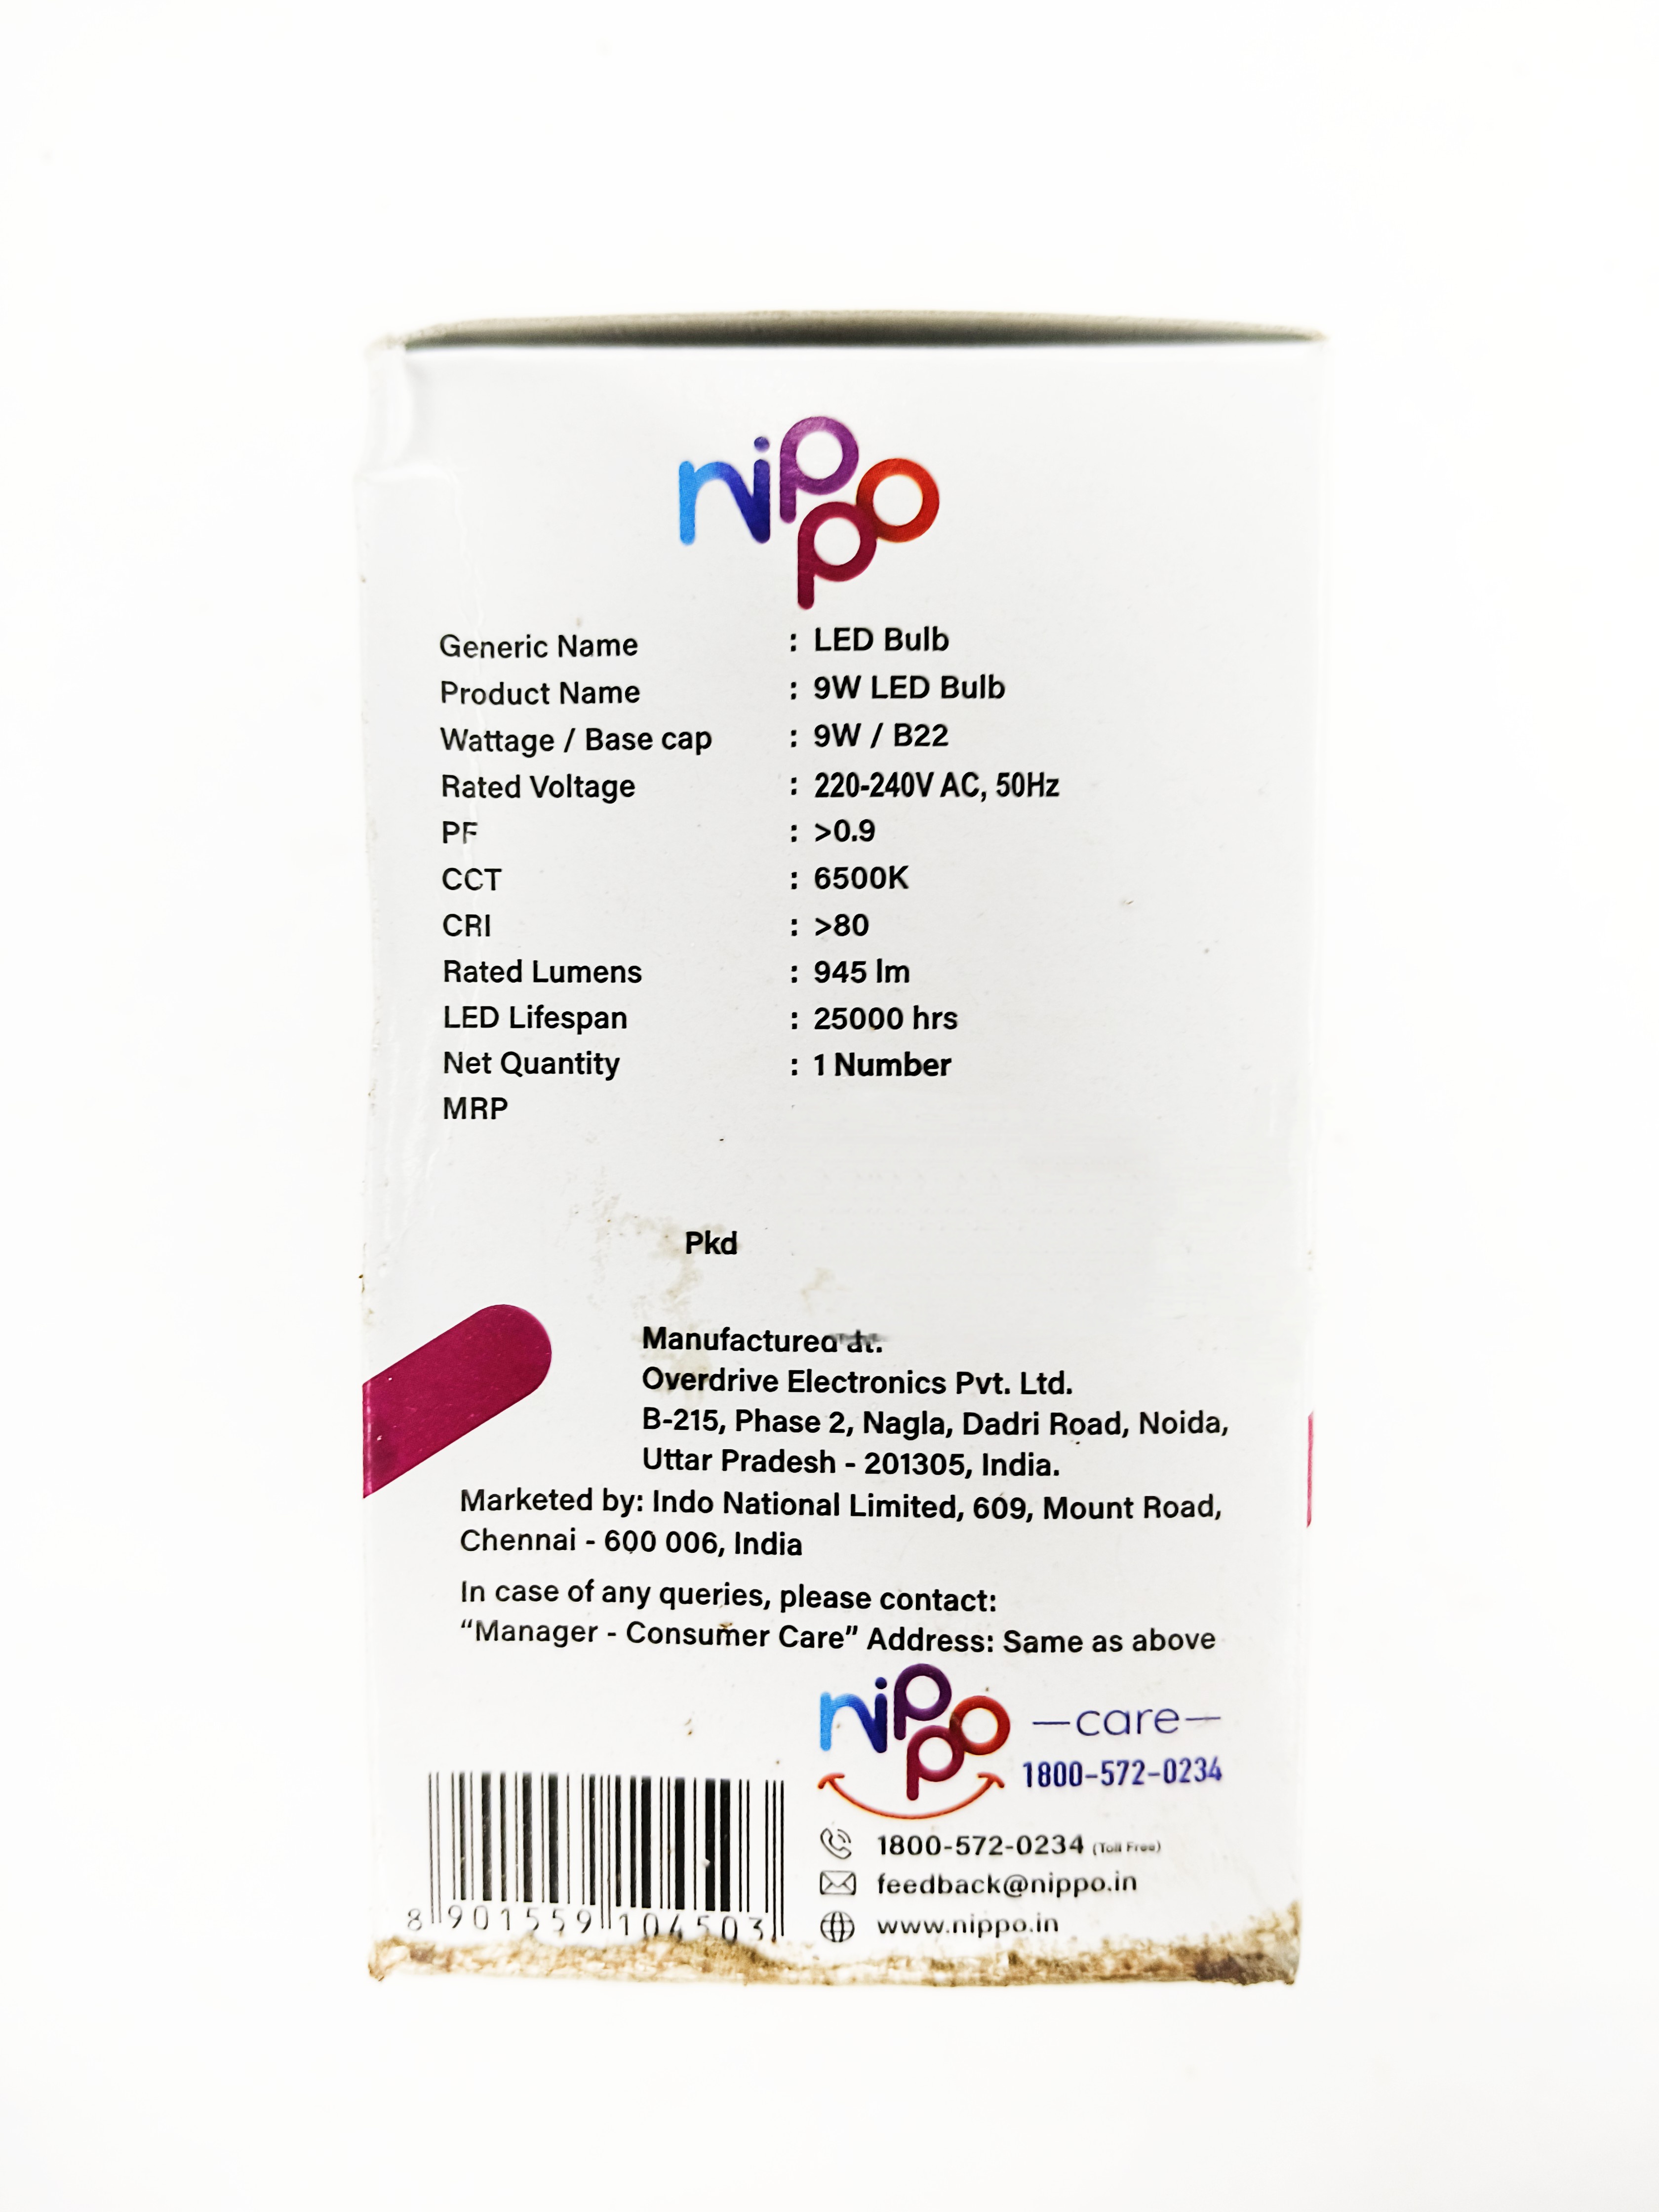 nippo
Generic Name : LED Bulb
Product Name : 9W LED Bulb
Wattage / Base cap : 9W / B22
Rated Voltage : 220-240V AC, 50Hz
PF : >0.9
CCT : 6500K
CRI : >80
Rated Lumens : 945 lm
LED Lifespan : 25000 hrs
Net Quantity : 1 Number
MRP
Pkd
Manufactured at:
Overdrive Electronics Pvt. Ltd.
B-215, Phase 2, Nagla, Dadri Road, Noida,
Uttar Pradesh - 201305, India.
Marketed by: Indo National Limited, 609, Mount Road,
Chennai - 600 006, India
In case of any queries, please contact:
“Manager - Consumer Care” Address: Same as above
nippo —care—
1800-572-0234
1800-572-0234 (Toll Free)
feedback@nippo.in
www.nippo.in
8 901559 104503